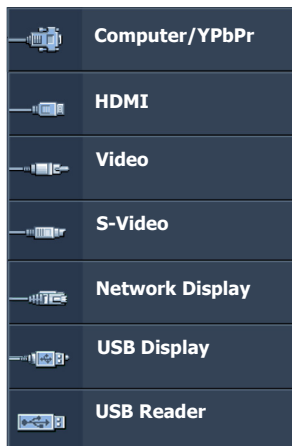 Computer/YPbPr
HDMI
Video
S-Video
Network Display
USB Display
USB Reader